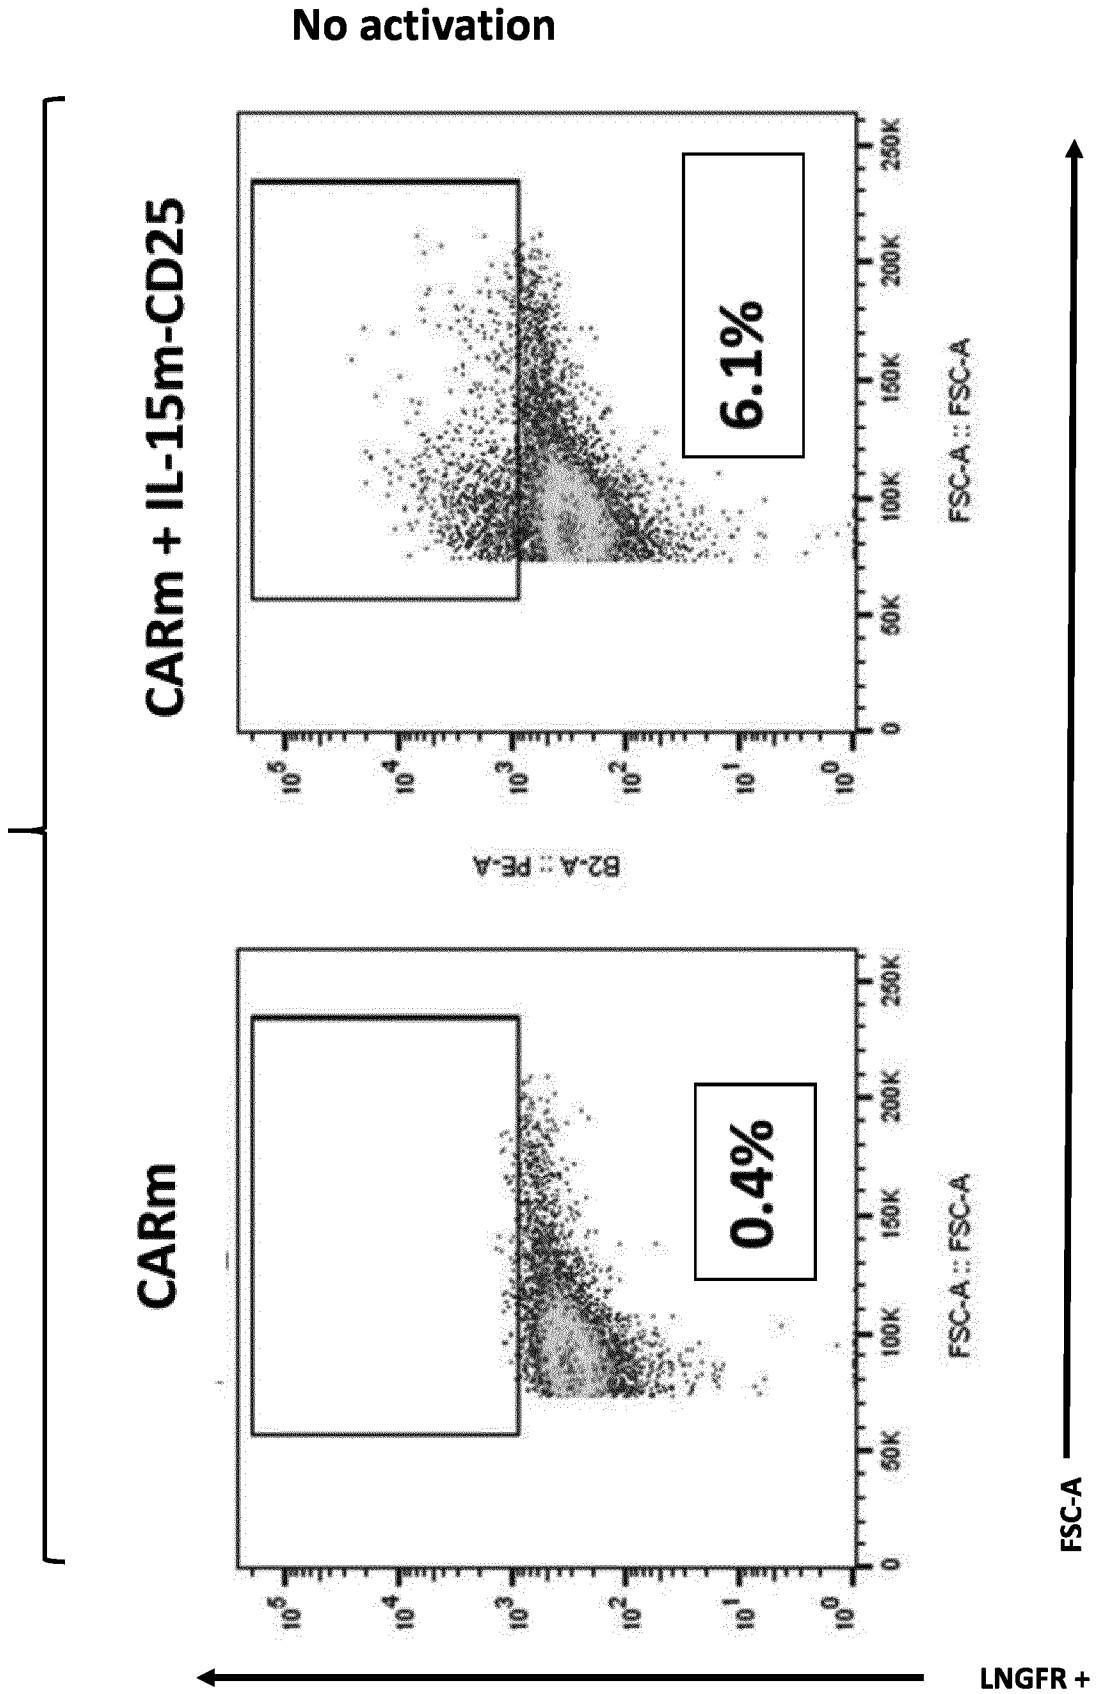 No activation
CARm
CARm + IL-15m-CD25
LNGFR +
10^5
10^4
10^3
10^2
10^1
10^0
0
50K
100K
150K
200K
250K
FSC-A :: FSC-A
0.4%
B2-A :: PE-A
10^5
10^4
10^3
10^2
10^1
10^0
0
50K
100K
150K
200K
250K
FSC-A :: FSC-A
6.1%
FSC-A